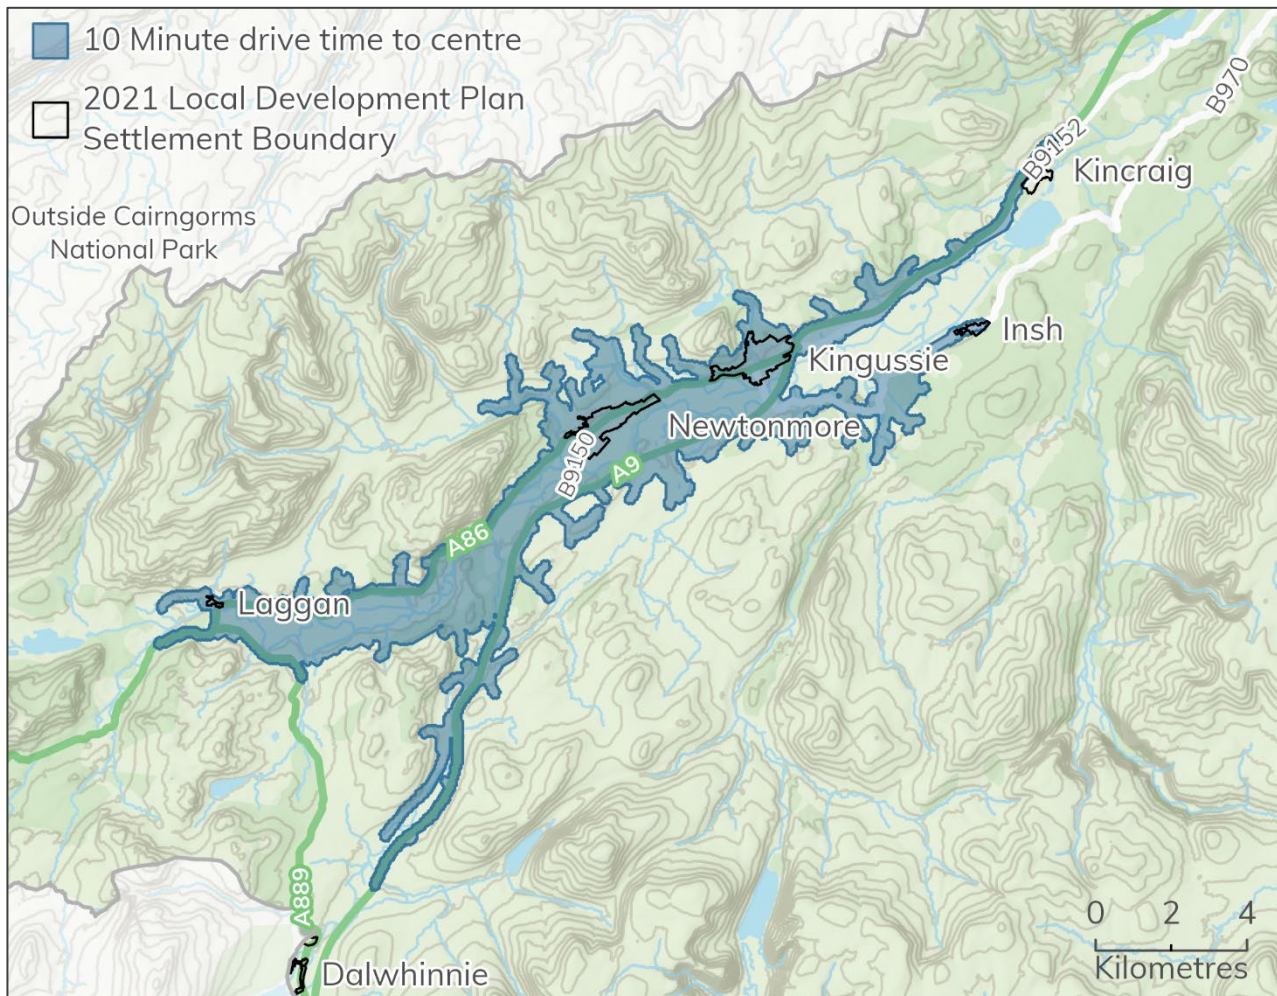 10 Minute drive time to centre
2021 Local Development Plan
Settlement Boundary
B970
B9152
Kincraig
Outside Cairngorms
National Park
Insh
Kingussie
Newtonmore
B9150
A9
A86
Laggan
A889
0 2 4
Kilometres
Dalwhinnie